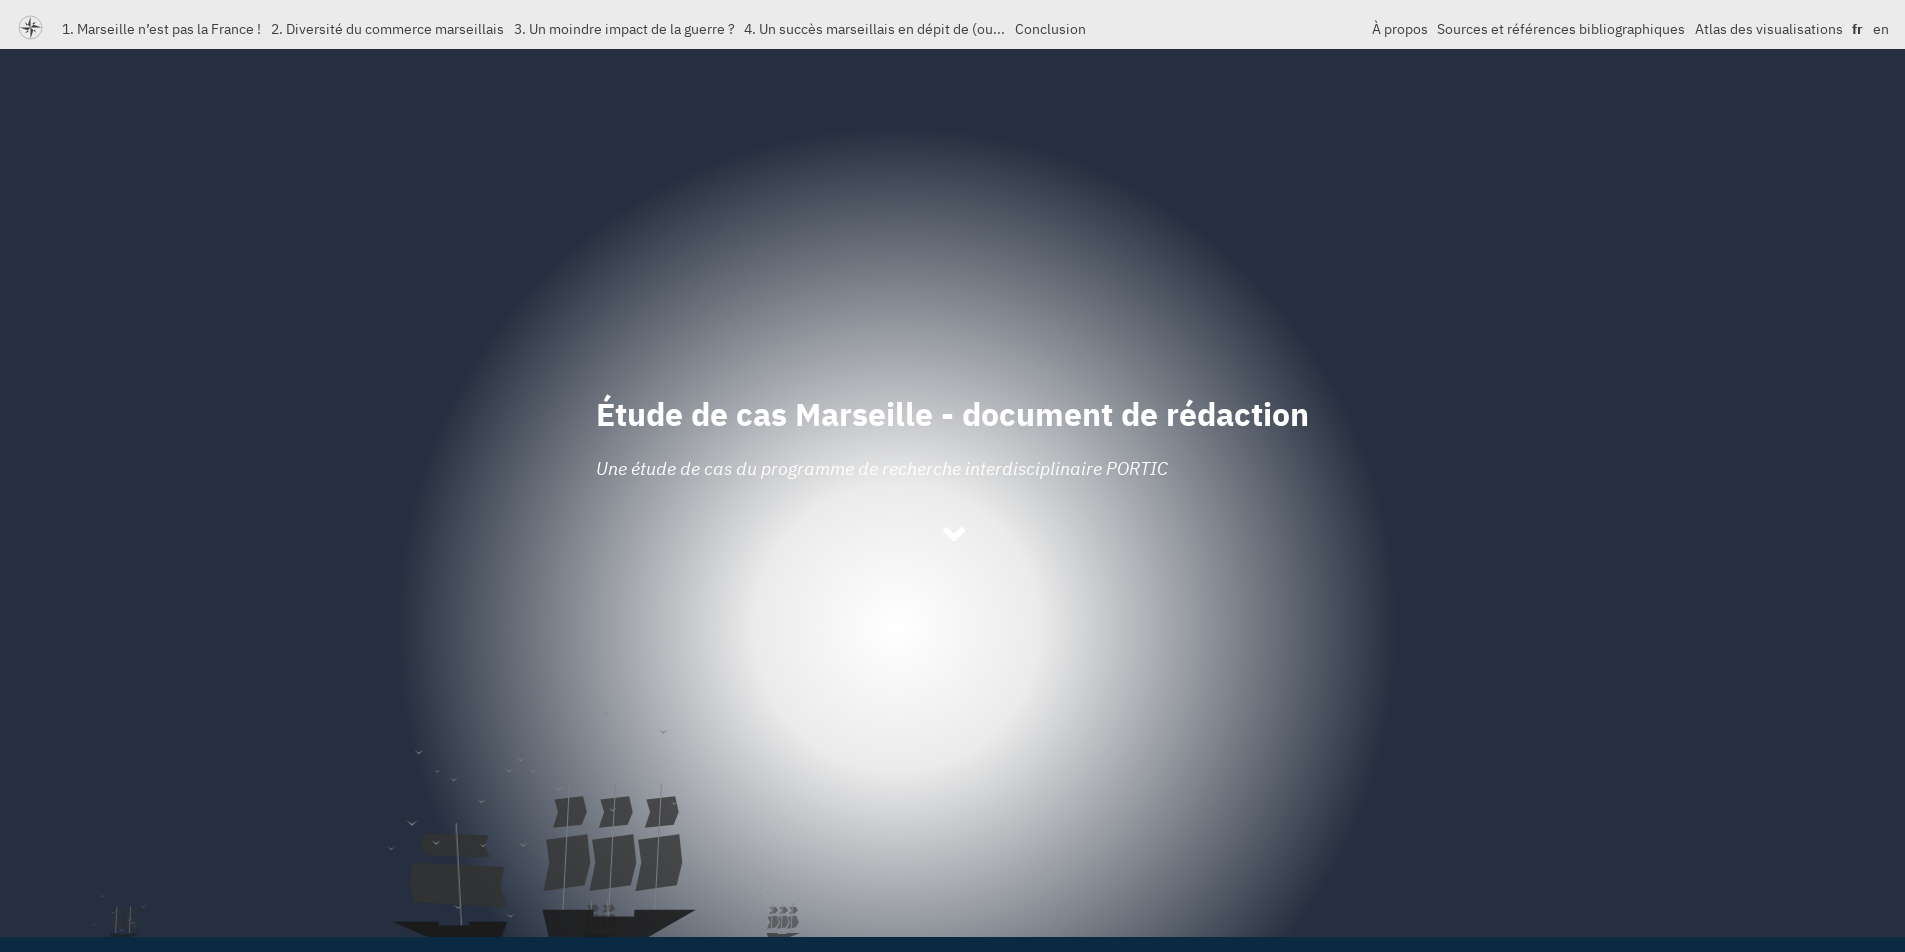 1. Marseille n’est pas la France ! 2. Diversité du commerce marseillais 3. Un moindre impact de la guerre ? 4. Un succès marseillais en dépit de (ou... Conclusion À propos Sources et références bibliographiques Atlas des visualisations fr en
Étude de cas Marseille - document de rédaction
Une étude de cas du programme de recherche interdisciplinaire PORTIC